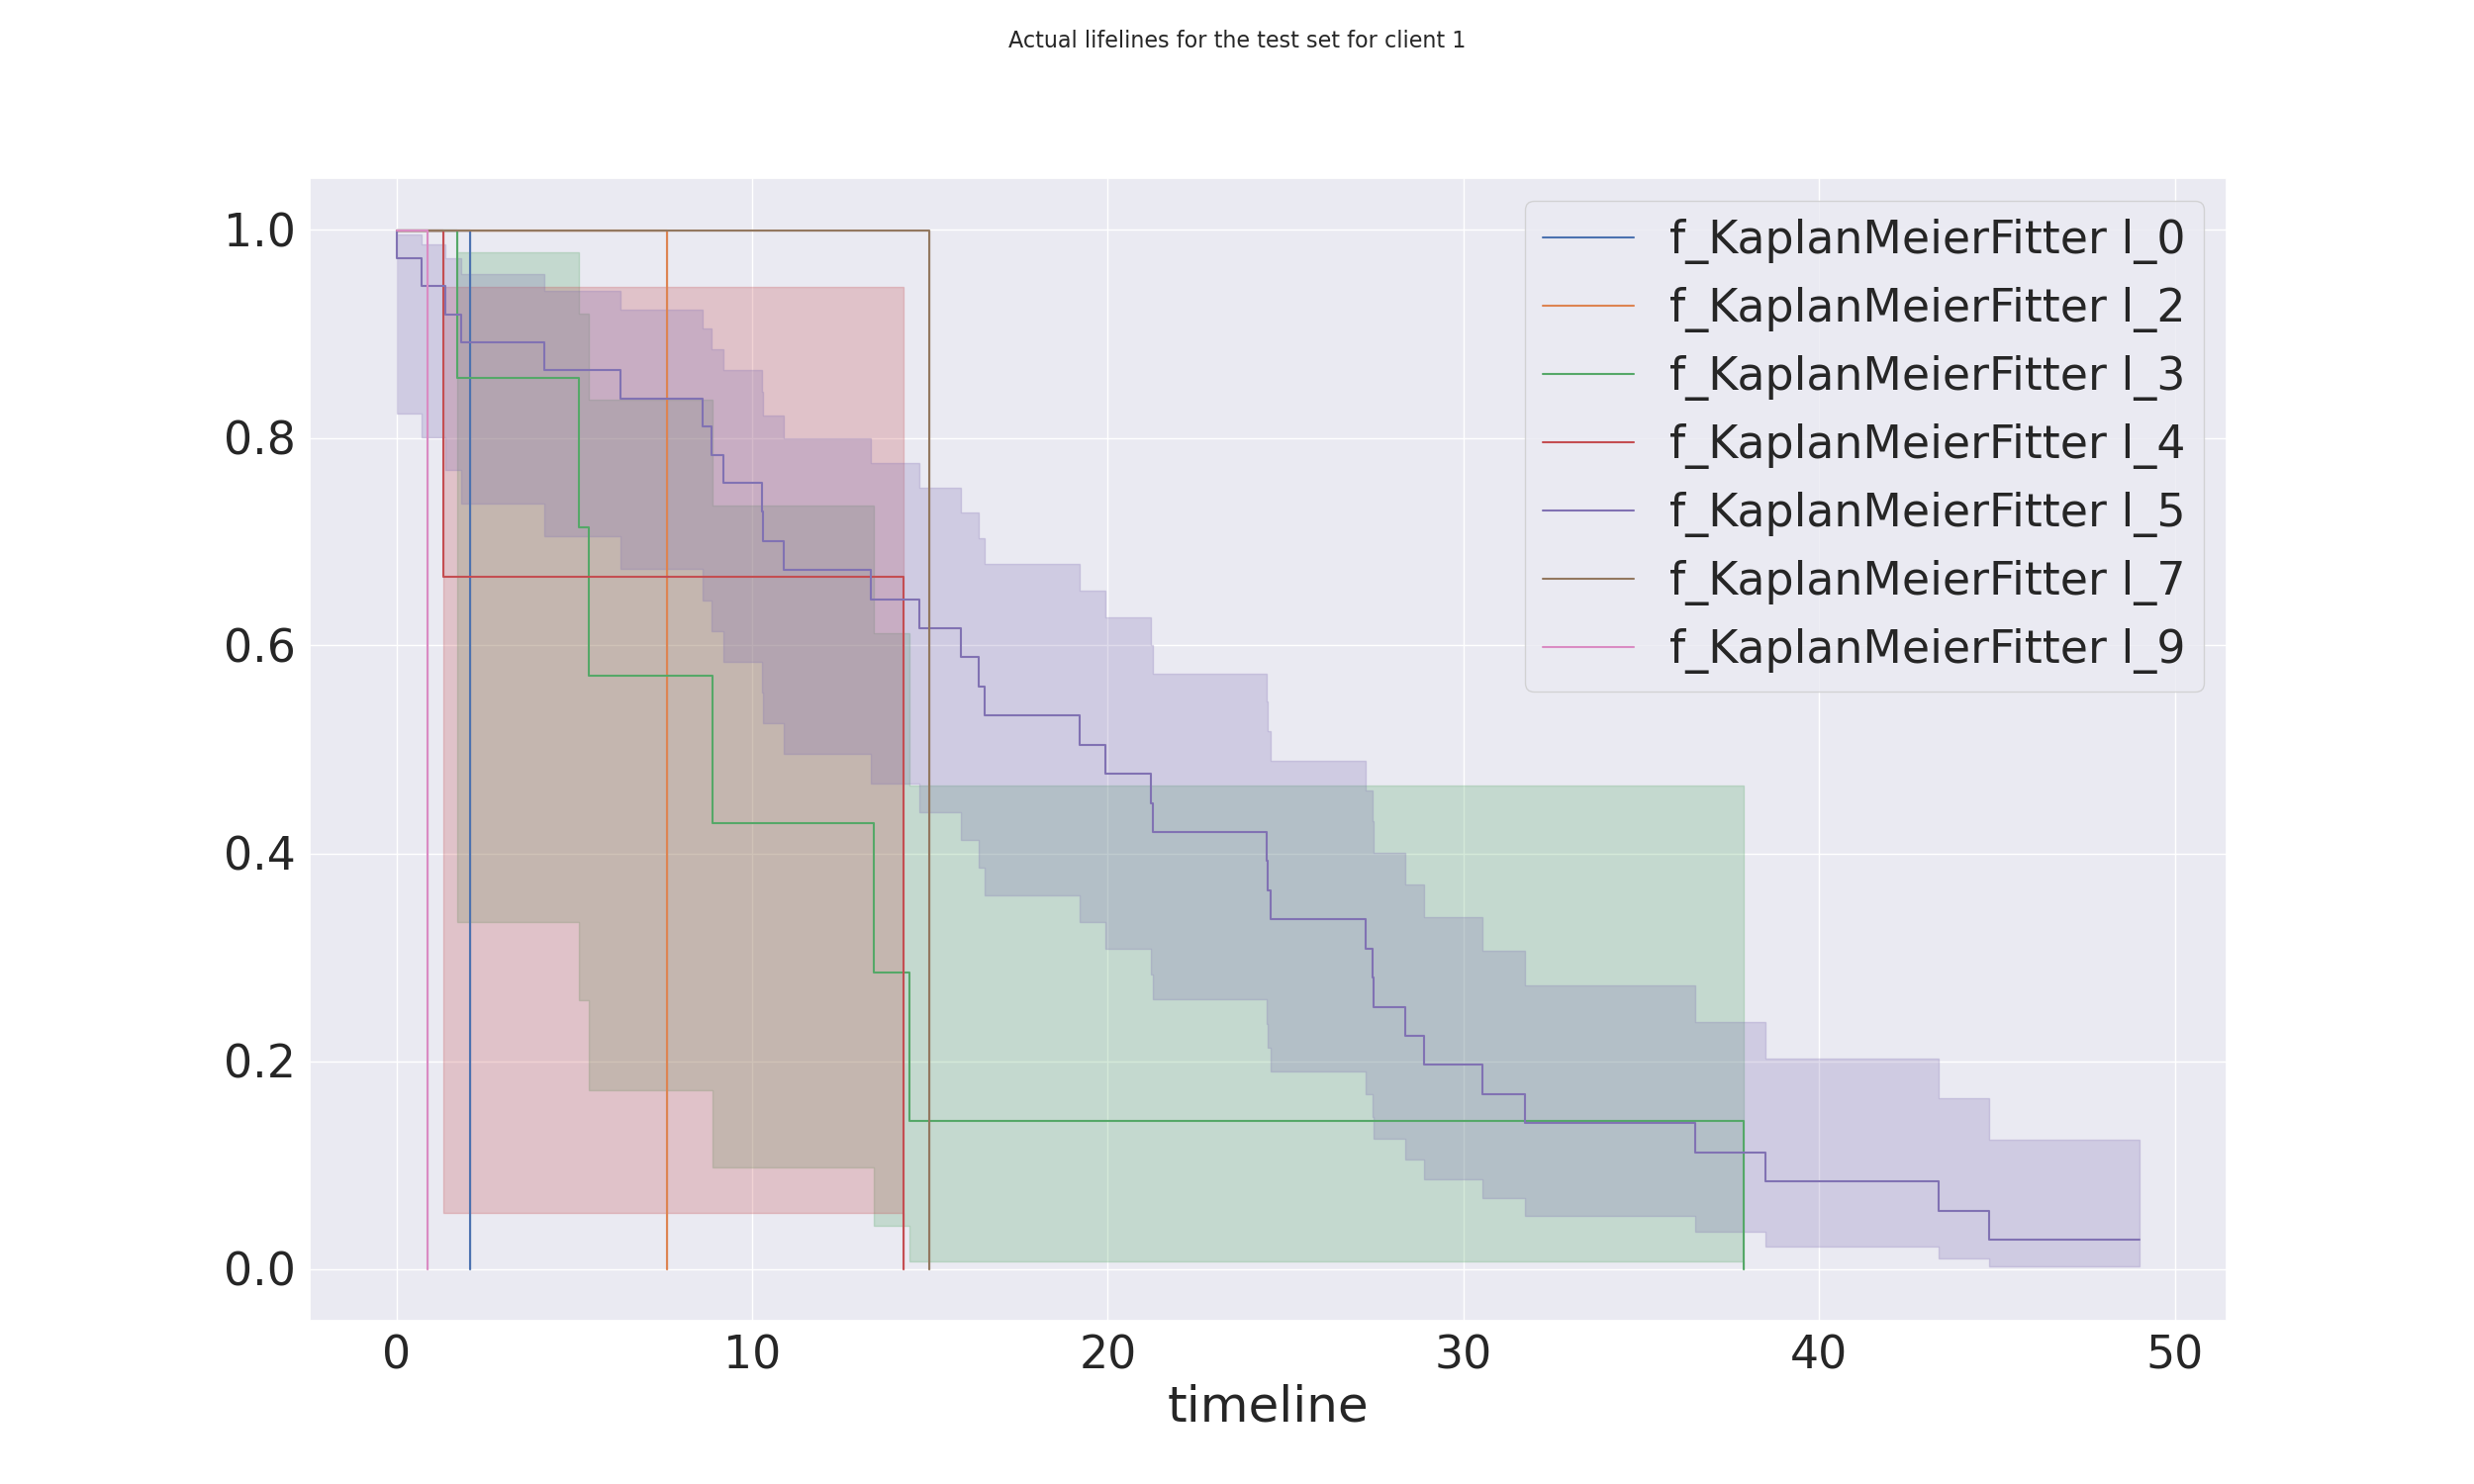 Actual lifelines for the test set for client 1
1.0
0.8
0.6
0.4
0.2
0.0
f_KaplanMeierFitter l_0
f_KaplanMeierFitter l_2
f_KaplanMeierFitter l_3
f_KaplanMeierFitter l_4
f_KaplanMeierFitter l_5
f_KaplanMeierFitter l_7
f_KaplanMeierFitter l_9
0 10 20 30 40 50
timeline